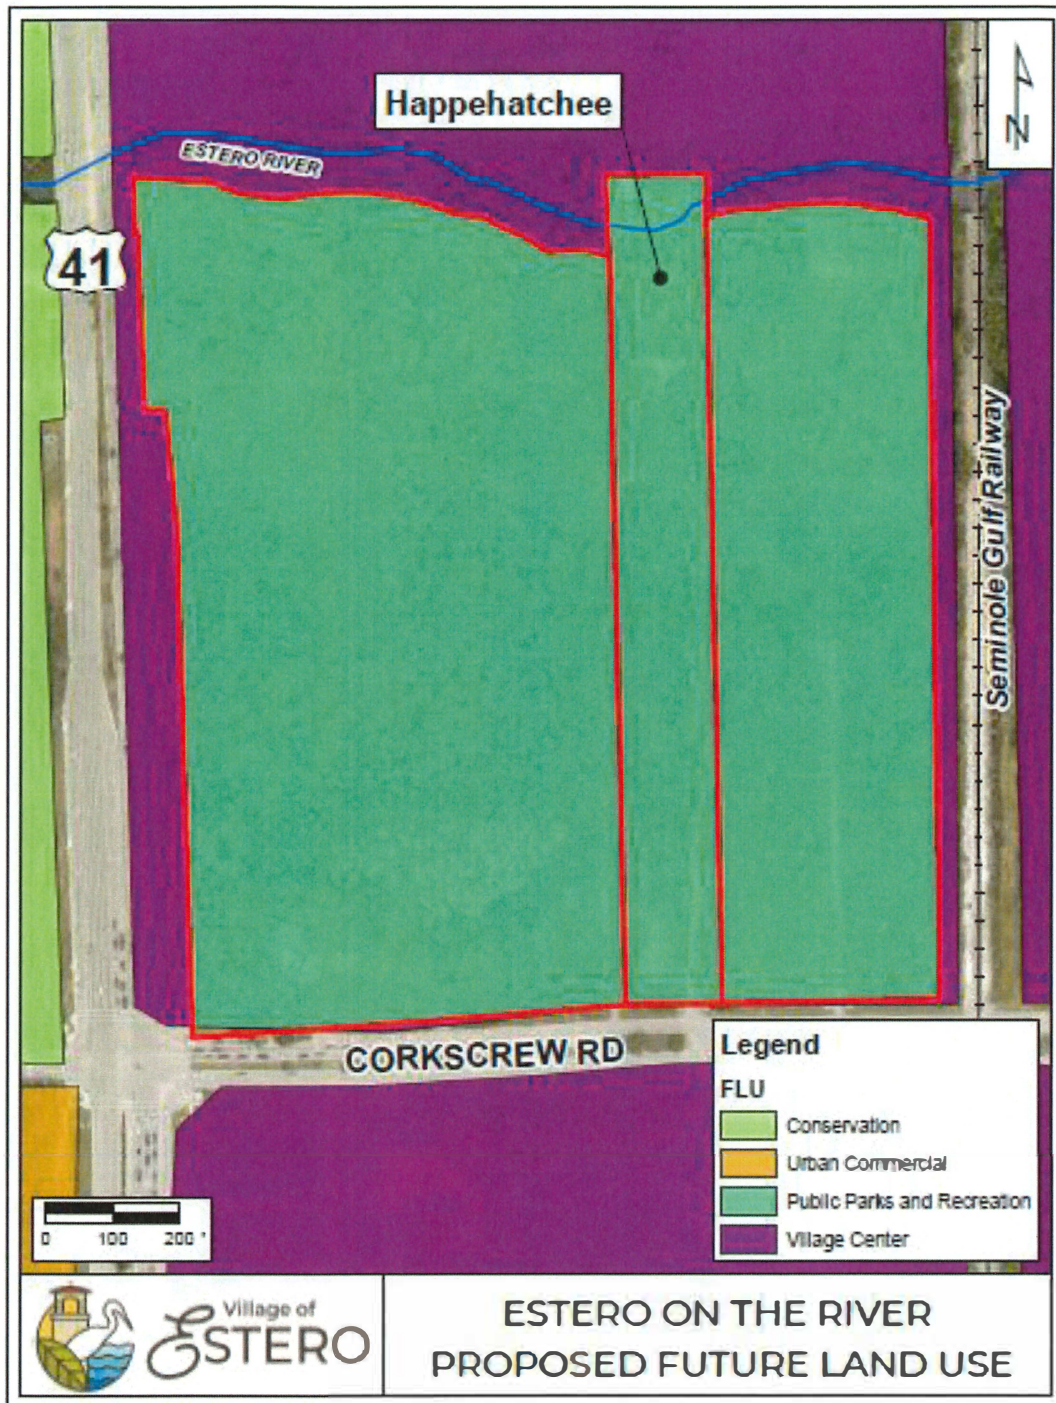 Happehatchee
N
ESTERO RIVER
41
Seminole Gulf Railway
CORKSCREW RD
Legend
FLU
Conservation
Urban Commercial
Public Parks and Recreation
Village Center
0 100 200 '
Village of
ESTERO
ESTERO ON THE RIVER
PROPOSED FUTURE LAND USE